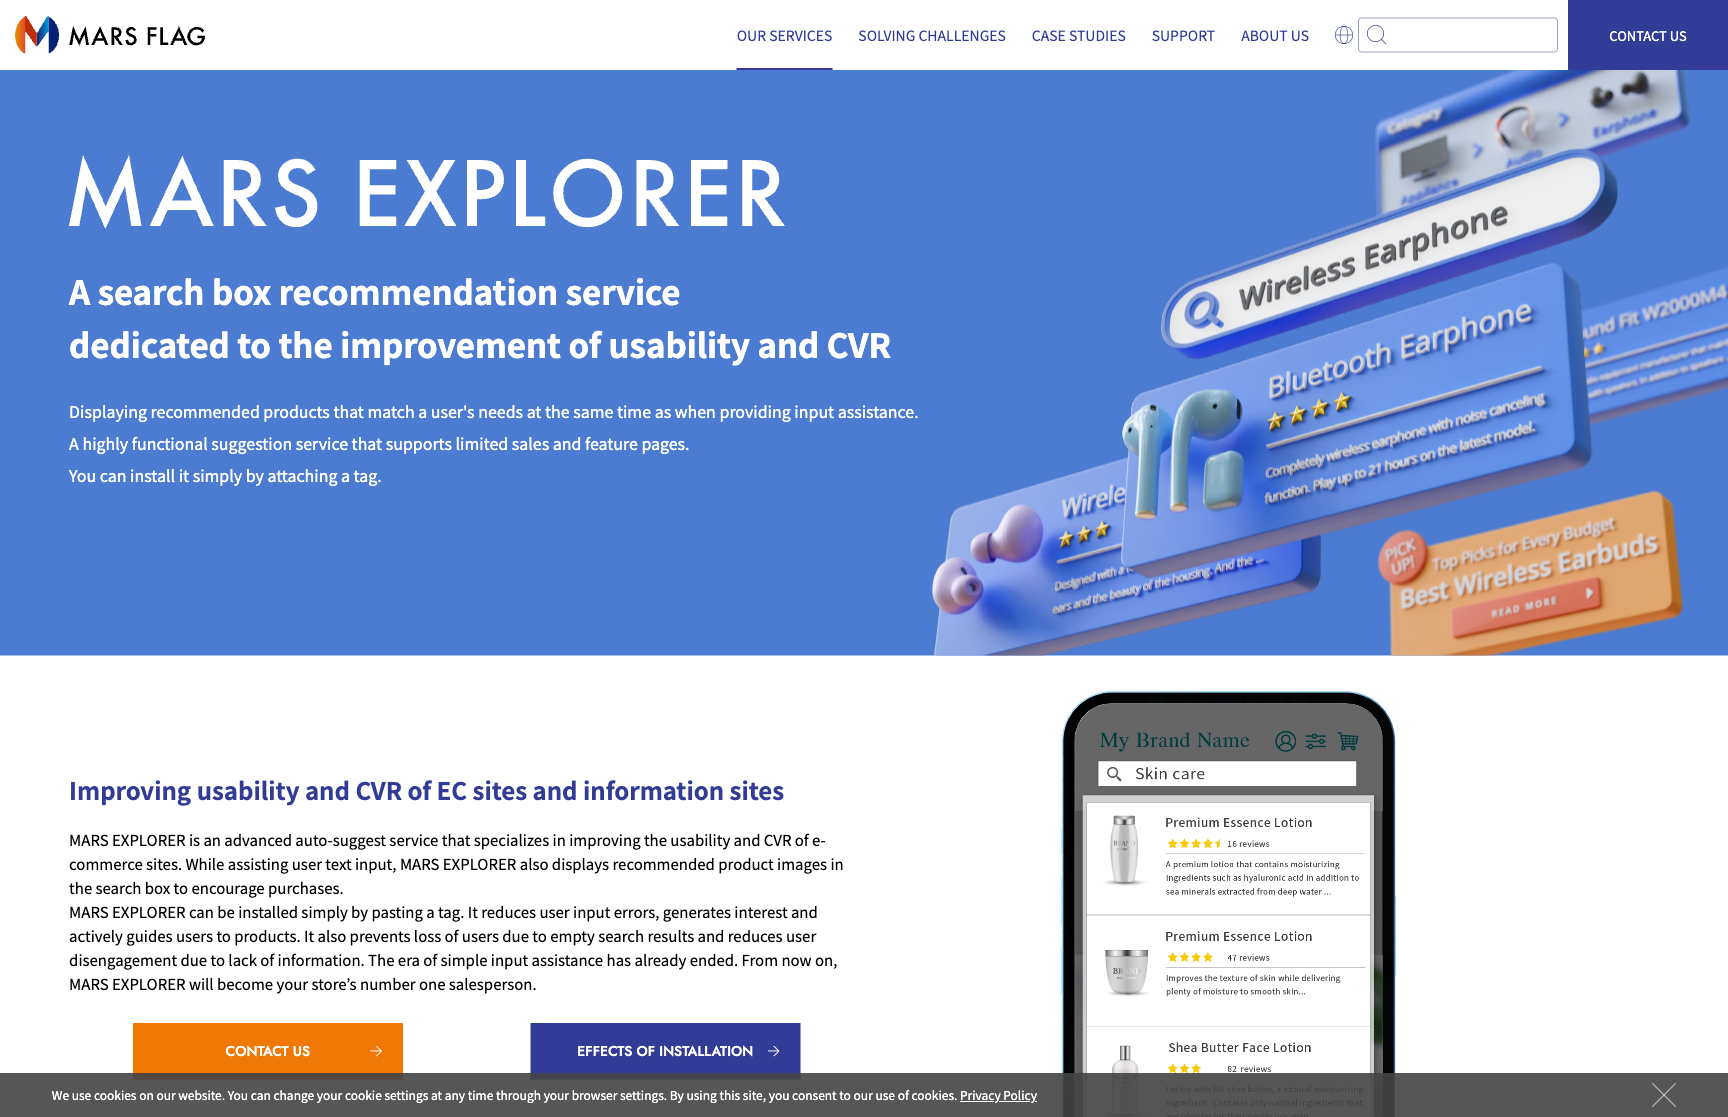 MARS FLAG
OUR SERVICES
SOLVING CHALLENGES
CASE STUDIES
SUPPORT
ABOUT US
CONTACT US
MARS EXPLORER
A search box recommendation service
dedicated to the improvement of usability and CVR
Displaying recommended products that match a user's needs at the same time as when providing input assistance.
A highly functional suggestion service that supports limited sales and feature pages.
You can install it simply by attaching a tag.
Category
Appliance
Audio
Earphone
Wireless Earphone
Bluetooth Earphone
Completely wireless earphone with noise canceling
function. Play up to 21 hours on the latest model.
und Fit W2000M4
Wirele
Designed with a
ears and the beauty of the housing. And the ...
PICK
UP!
Top Picks for Every Budget
Best Wireless Earbuds
READ MORE
Improving usability and CVR of EC sites and information sites
MARS EXPLORER is an advanced auto-suggest service that specializes in improving the usability and CVR of e-
commerce sites. While assisting user text input, MARS EXPLORER also displays recommended product images in
the search box to encourage purchases.
MARS EXPLORER can be installed simply by pasting a tag. It reduces user input errors, generates interest and
actively guides users to products. It also prevents loss of users due to empty search results and reduces user
disengagement due to lack of information. The era of simple input assistance has already ended. From now on,
MARS EXPLORER will become your store’s number one salesperson.
CONTACT US
EFFECTS OF INSTALLATION
My Brand Name
Skin care
Premium Essence Lotion
16 reviews
A premium lotion that contains moisturizing
ingredients such as hyaluronic acid in addition to
sea minerals extracted from deep water ...
BRAND
Premium Essence Lotion
47 reviews
Improves the texture of skin while delivering
plenty of moisture to smooth skin...
BRAND
Shea Butter Face Lotion
82 reviews
Lotion with 8% shea butter, a natural moisturizing
ingredient. Contains only natural ingredients that
We use cookies on our website. You can change your cookie settings at any time through your browser settings. By using this site, you consent to our use of cookies. Privacy Policy